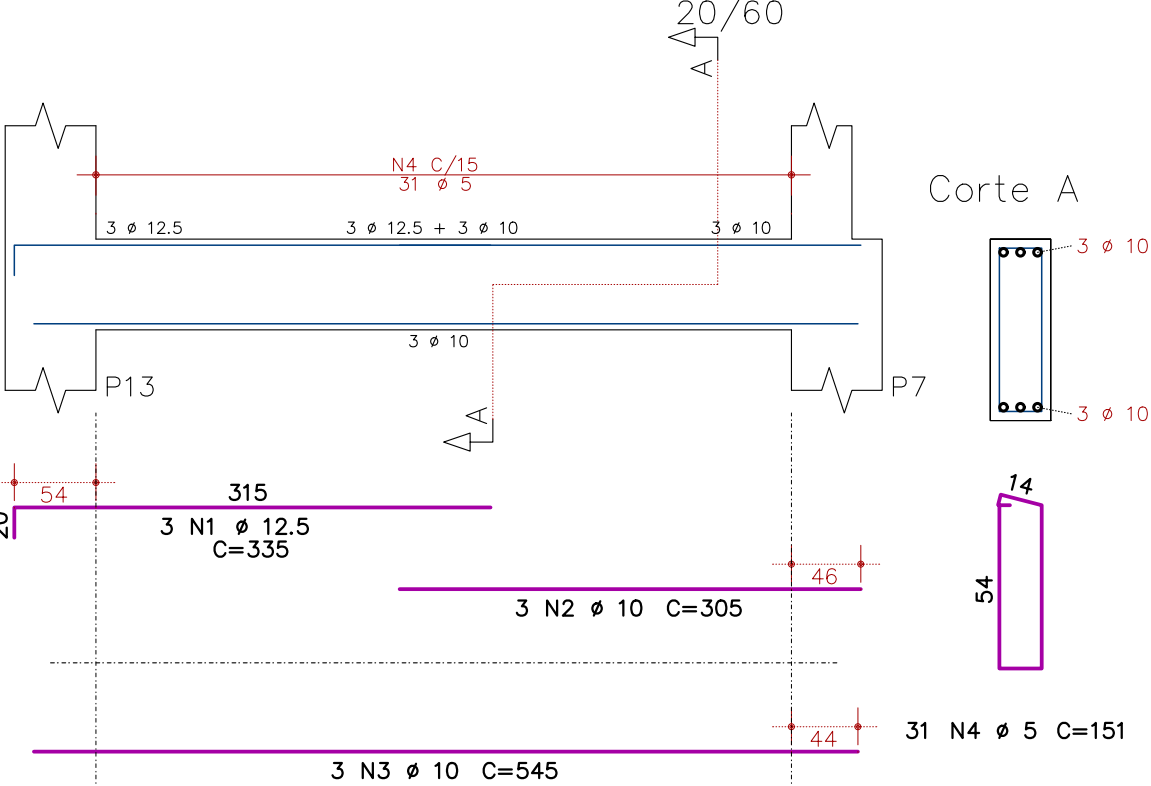 20/60
A
N4 C/15
31 ø 5
Corte A
3 ø 12.5
3 ø 12.5 + 3 ø 10
3 ø 10
3 ø 10
3 ø 10
3 ø 10
P13
P7
A
54
315
20
3 N1 ø 12.5
C=335
14
46
3 N2 ø 10 C=305
54
44
31 N4 ø 5 C=151
3 N3 ø 10 C=545